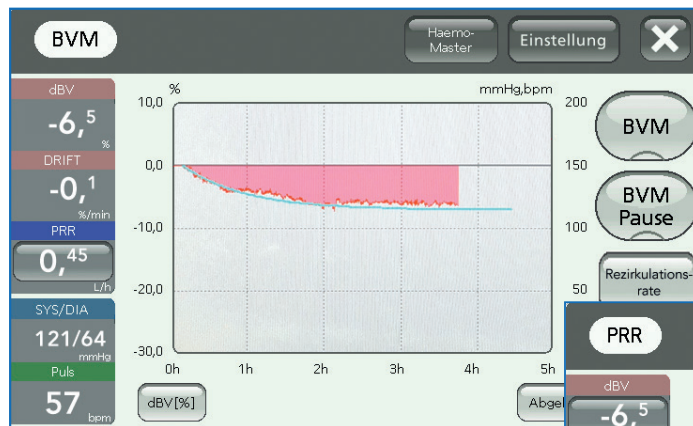 BVM
Haemo-
Master
Einstellung
dBV
-6,5
%
DRIFT
-0,1
%/min
PRR
0,45
L/h
SYS/DIA
121/64
mmHg
Puls
57
bpm
%
mmHg,bpm
10,0
0,0
-10,0
-20,0
-30,0
200
150
100
50
0h
1h
2h
3h
4h
5h
BVM
BVM
Pause
Rezirkulations-
rate
dBV[%]
PRR
dBV
-6,5